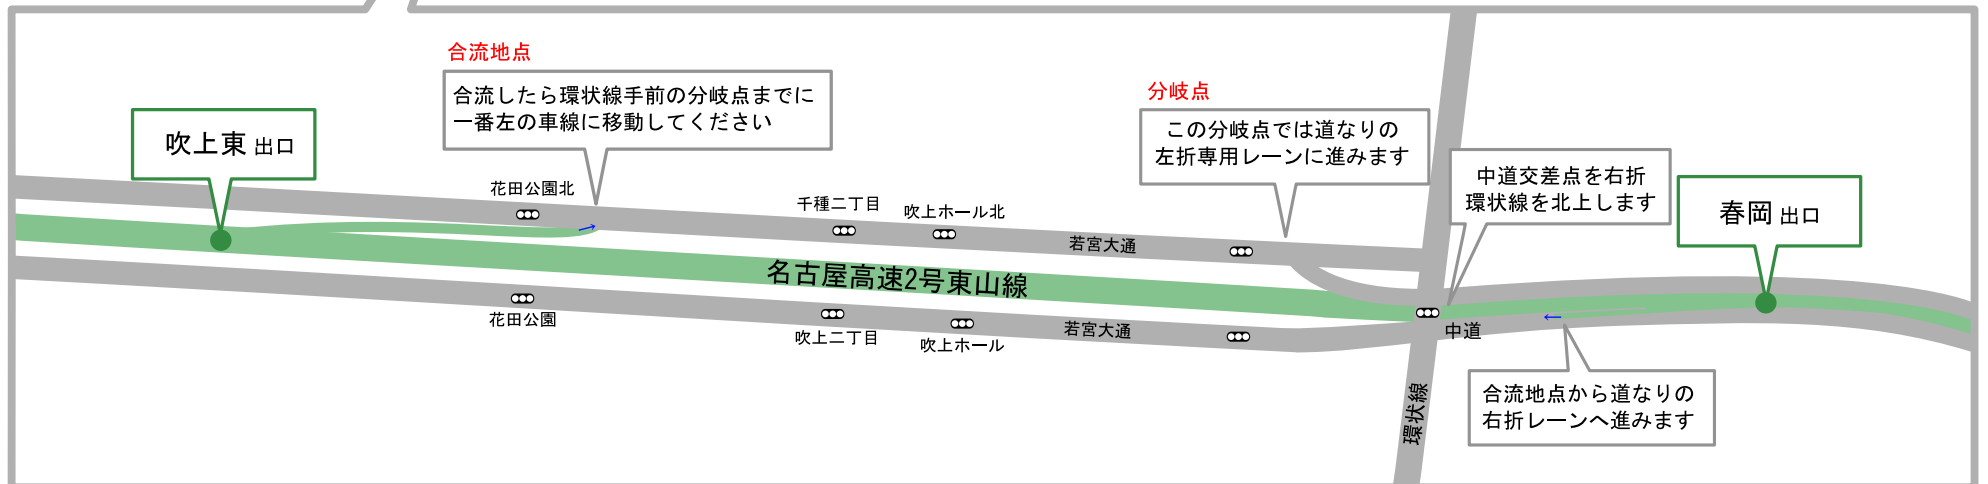 合流地点
合流したら環状線手前の分岐点までに
一番左の車線に移動してください
分岐点
この分岐点では道なりの
左折専用レーンに進みます
吹上東 出口
中道交差点を右折
環状線を北上します
春岡 出口
花田公園北
千種二丁目
吹上ホール北
若宮大通
名古屋高速2号東山線
花田公園
吹上二丁目
吹上ホール
若宮大通
中道
環状線
合流地点から道なりの
右折レーンへ進みます